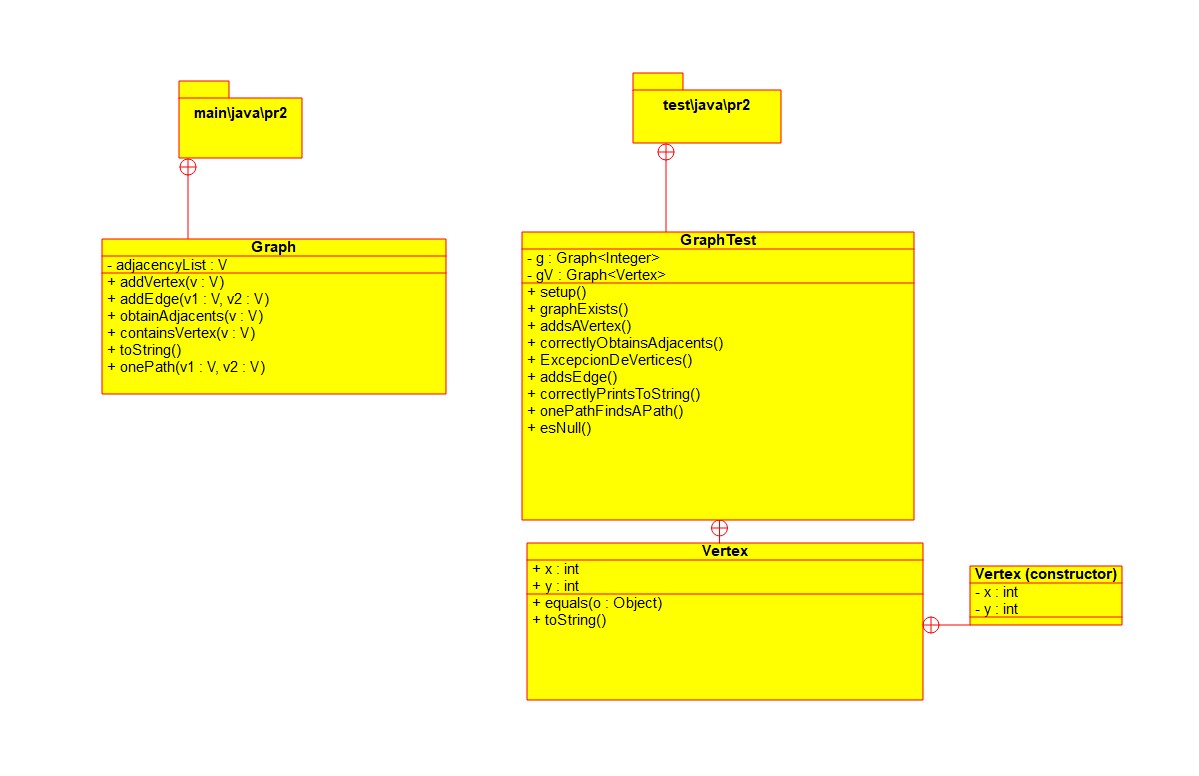 main\java\pr2
Graph
- adjacencyList : V
+ addVertex(v : V)
+ addEdge(v1 : V, v2 : V)
+ obtainAdjacents(v : V)
+ containsVertex(v : V)
+ toString()
+ onePath(v1 : V, v2 : V)
test\java\pr2
GraphTest
- g : Graph<Integer>
- gV : Graph<Vertex>
+ setup()
+ graphExists()
+ addsAVertex()
+ correctlyObtainsAdjacents()
+ ExcepcionDeVertices()
+ addsEdge()
+ correctlyPrintsToString()
+ onePathFindsAPath()
+ esNull()
Vertex
+ x : int
+ y : int
+ equals(o : Object)
+ toString()
Vertex (constructor)
- x : int
- y : int